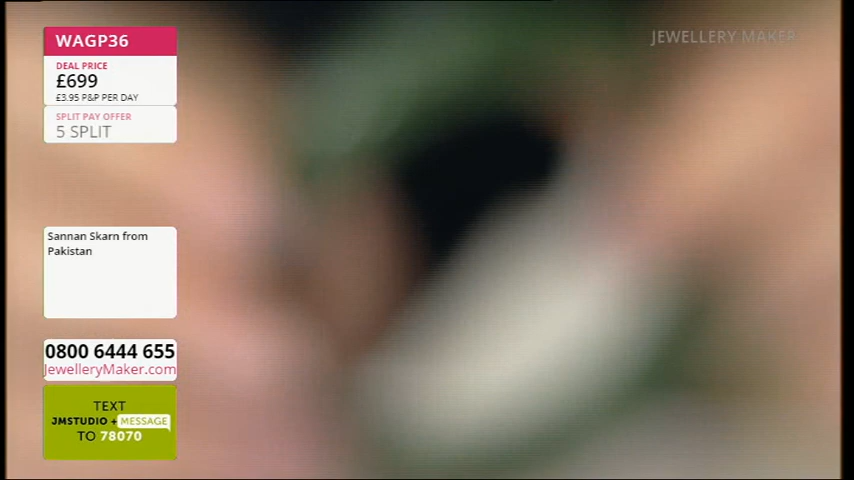 WAGP36
DEAL PRICE
£699
£3.95 P&P PER DAY
SPLIT PAY OFFER
5 SPLIT
JEWELLERY MAKER
Sannan Skarn from
Pakistan
0800 6444 655
JewelleryMaker.com
TEXT
JMSTUDIO + MESSAGE
TO 78070